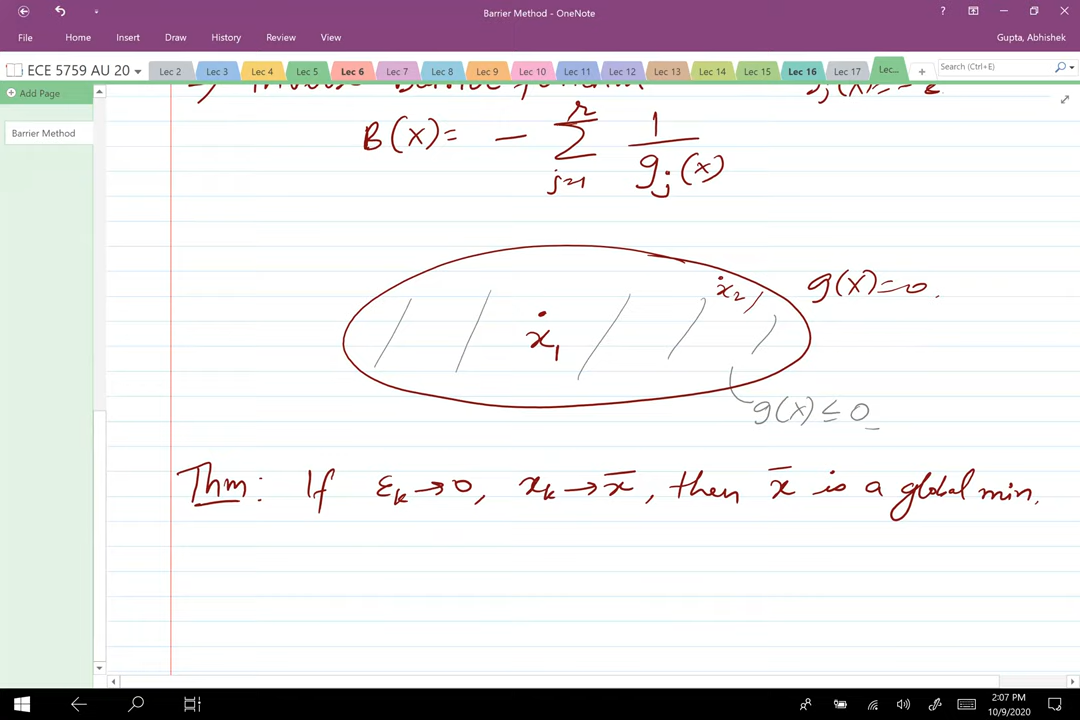 Barrier Method - OneNote
?
File Home Insert Draw History Review View
Gupta, Abhishek
ECE 5759 AU 20
Lec 2 Lec 3 Lec 4 Lec 5 Lec 6 Lec 7 Lec 8 Lec 9 Lec 10 Lec 11 Lec 12 Lec 13 Lec 14 Lec 15 Lec 16 Lec 17 Lec...
Search (Ctrl+E)
Add Page
Barrier Method
B(x) = - ∑_{j=1}^{r} 1/g_j(x)
x₂
g(x)=0.
x₁
g(x) ≤ 0
Thm: If ε_k→0, x_k→x̄, then x̄ is a global min.
2:07 PM
10/9/2020